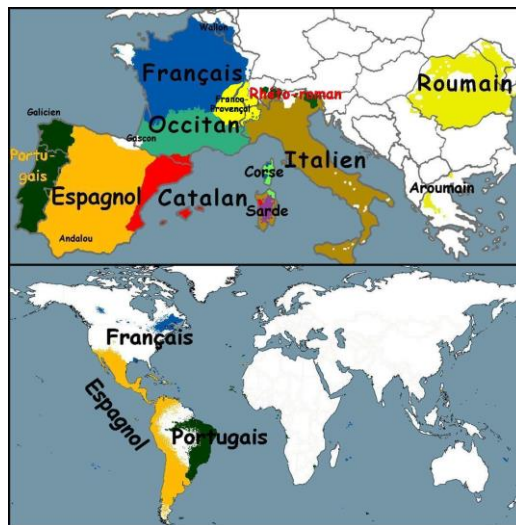 Wallon
Français
Rhéto-roman
Roumain
Franco-
Provençal
Galicien
Occitan
Gascon
Portu-
gais
Italien
Espagnol
Corse
Catalan
Aroumain
Sarde
Andalou
Français
Espagnol
Portugais